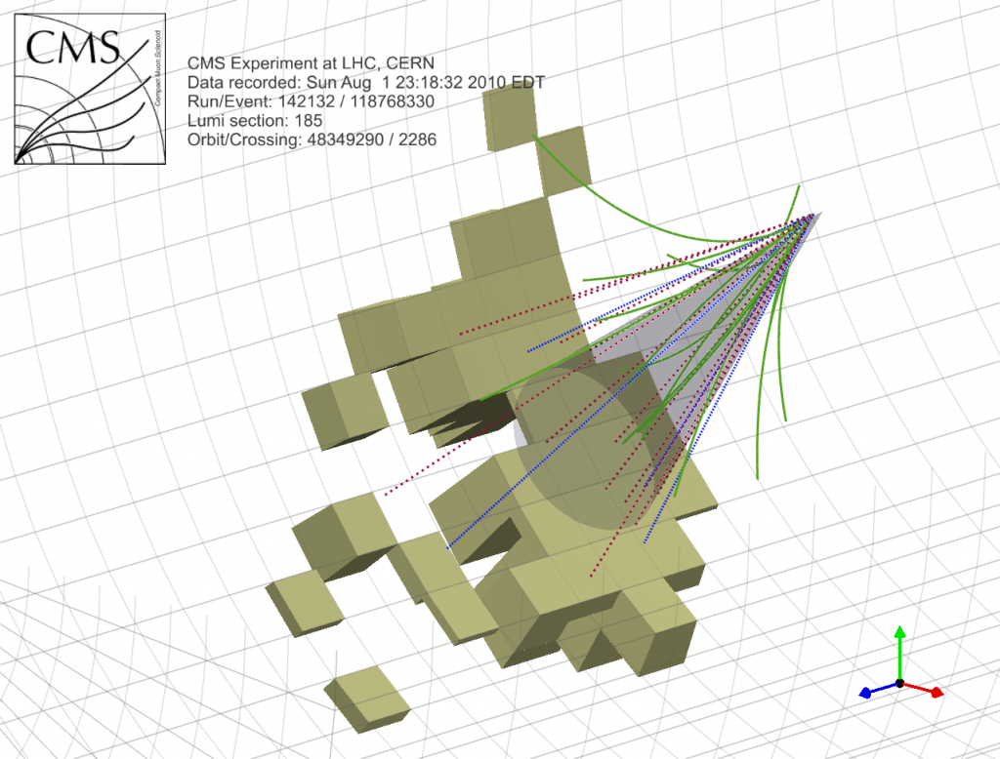 CMS
Compact Muon Solenoid
CMS Experiment at LHC, CERN
Data recorded: Sun Aug 1 23:18:32 2010 EDT
Run/Event: 142132 / 118768330
Lumi section: 185
Orbit/Crossing: 48349290 / 2286